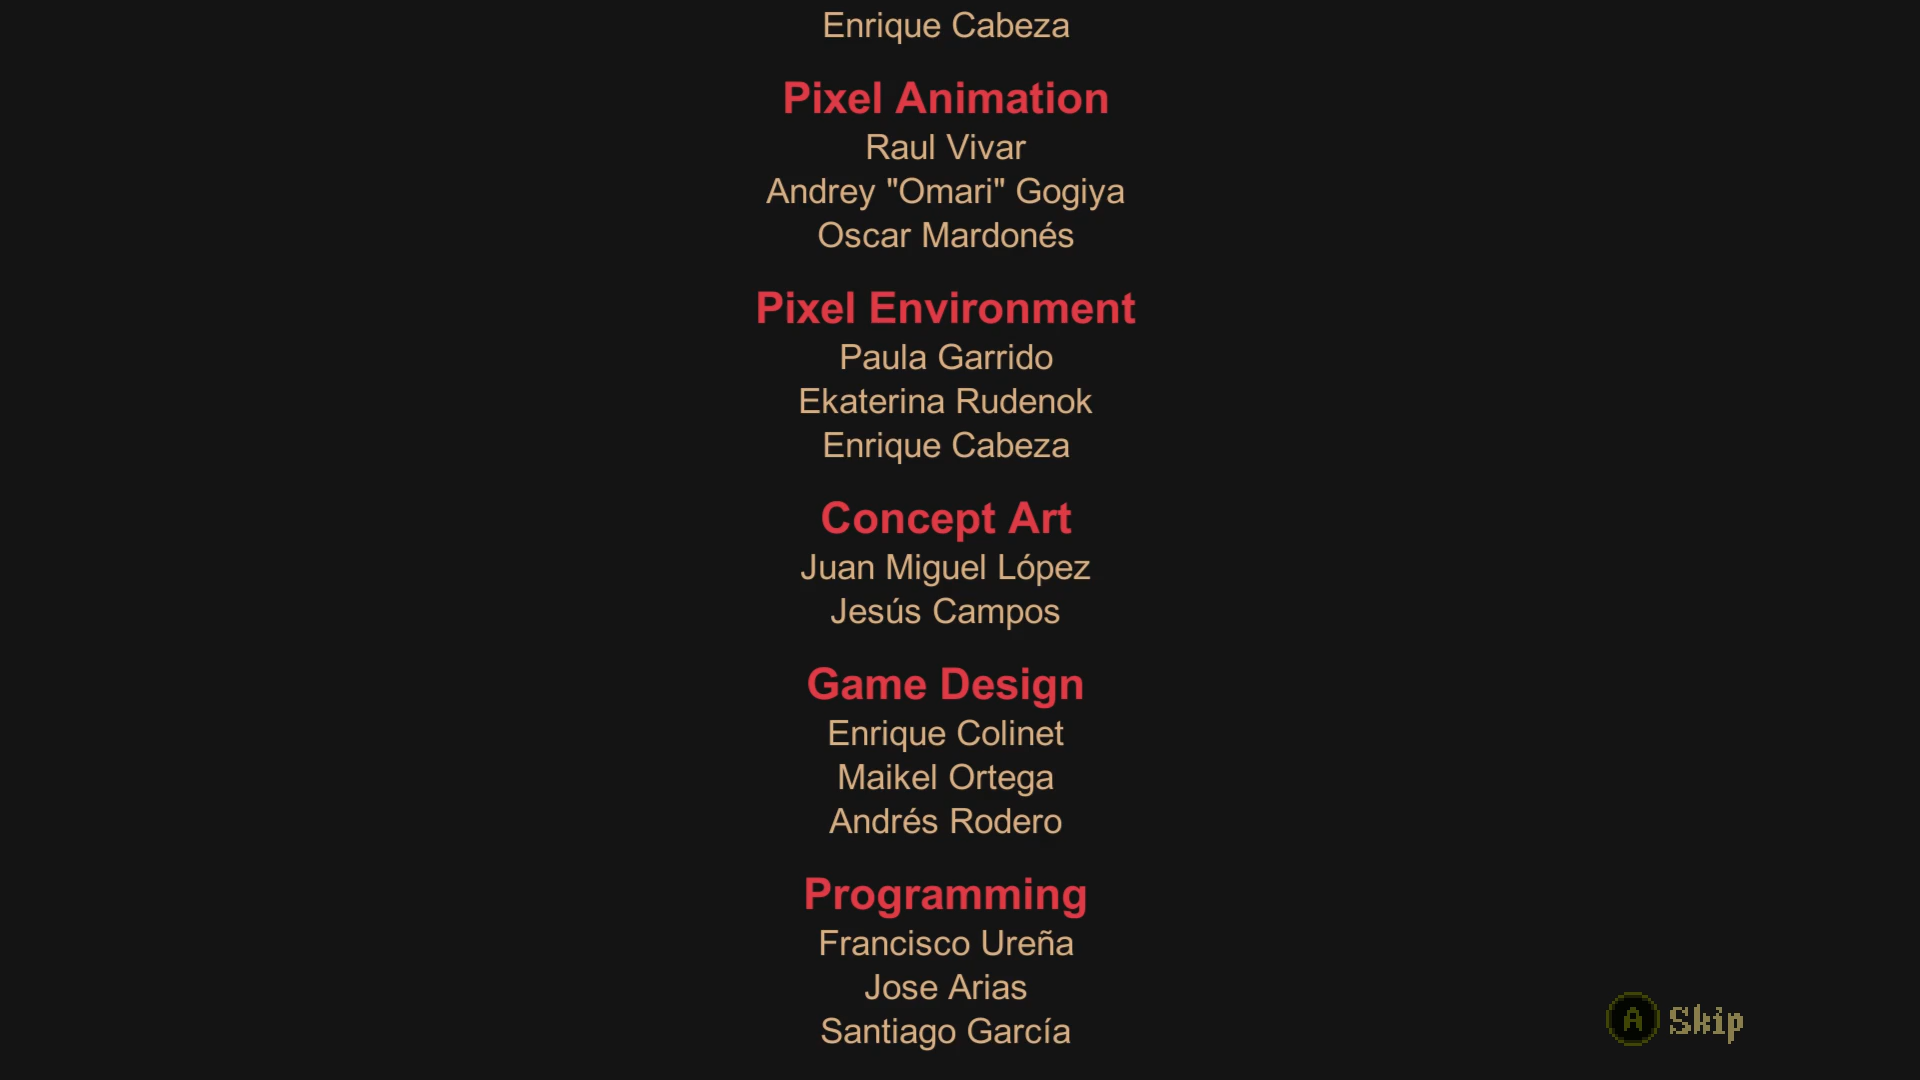 Enrique Cabeza
Pixel Animation
Raul Vivar
Andrey "Omari" Gogiya
Oscar Mardonés
Pixel Environment
Paula Garrido
Ekaterina Rudenok
Enrique Cabeza
Concept Art
Juan Miguel López
Jesús Campos
Game Design
Enrique Colinet
Maikel Ortega
Andrés Rodero
Programming
Francisco Ureña
Jose Arias
Santiago García
A Skip